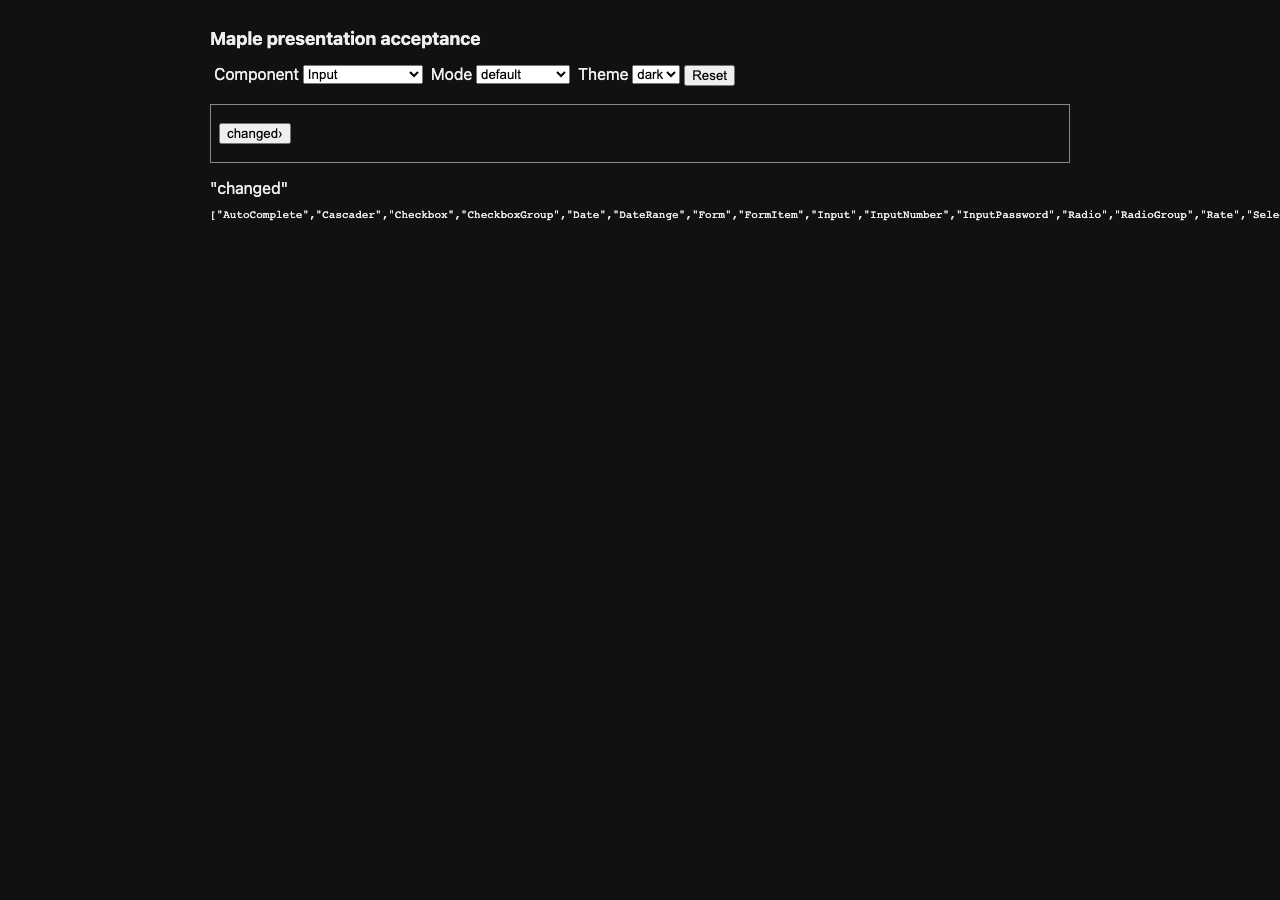 Maple presentation acceptance
Component Input Mode default Theme dark Reset
changed›
"changed"
["AutoComplete","Cascader","Checkbox","CheckboxGroup","Date","DateRange","Form","FormItem","Input","InputNumber","InputPassword","Radio","RadioGroup","Rate","Sele